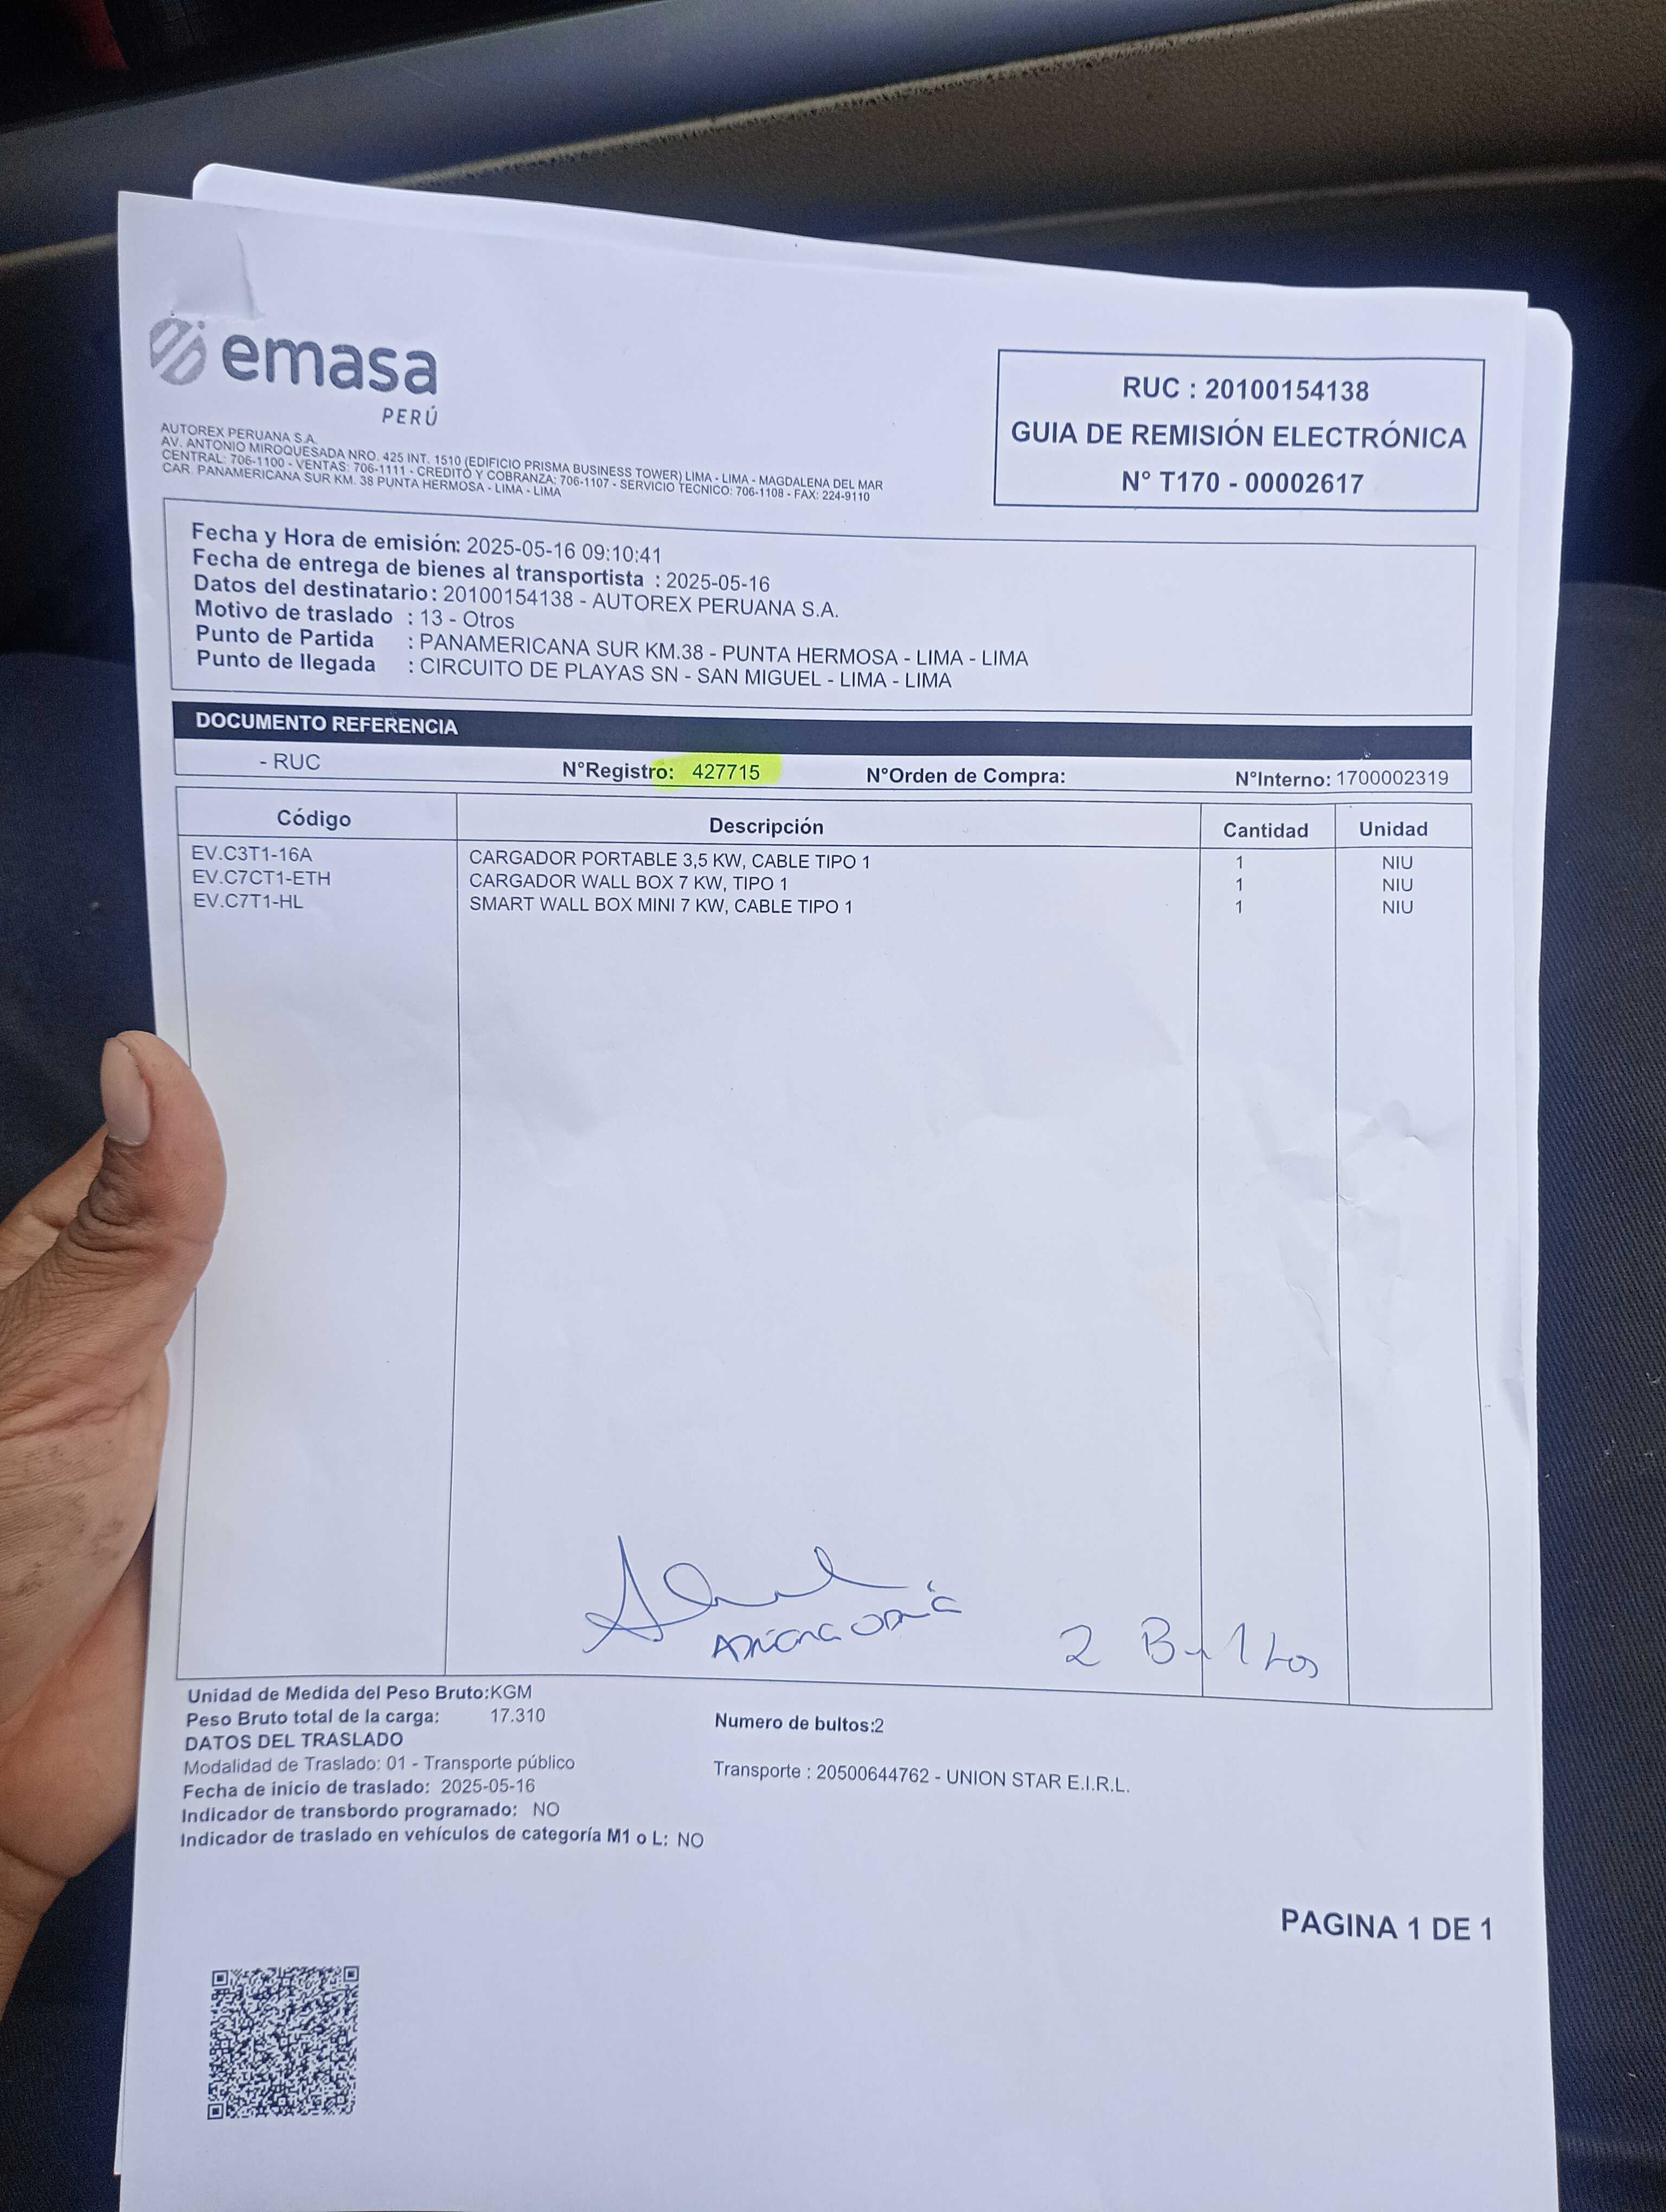 emasa
PERÚ
AUTOREX PERUANA S.A.
AV. ANTONIO MIROQUESADA NRO. 425 INT. 1510 (EDIFICIO PRISMA BUSINESS TOWER) LIMA - LIMA - MAGDALENA DEL MAR
CENTRAL: 706-1100 - VENTAS: 706-1111 - CREDITO Y COBRANZA: 706-1107 - SERVICIO TECNICO: 706-1108 - FAX: 224-9110
CAR. PANAMERICANA SUR KM. 38 PUNTA HERMOSA - LIMA - LIMA
RUC : 20100154138
GUIA DE REMISIÓN ELECTRÓNICA
N° T170 - 00002617
Fecha y Hora de emisión: 2025-05-16 09:10:41
Fecha de entrega de bienes al transportista : 2025-05-16
Datos del destinatario: 20100154138 - AUTOREX PERUANA S.A.
Motivo de traslado : 13 - Otros
Punto de Partida : PANAMERICANA SUR KM.38 - PUNTA HERMOSA - LIMA - LIMA
Punto de llegada : CIRCUITO DE PLAYAS SN - SAN MIGUEL - LIMA - LIMA
DOCUMENTO REFERENCIA
- RUC N°Registro: 427715 N°Orden de Compra: N°Interno: 1700002319
Código Descripción Cantidad Unidad
EV.C3T1-16A CARGADOR PORTABLE 3,5 KW, CABLE TIPO 1 1 NIU
EV.C7CT1-ETH CARGADOR WALL BOX 7 KW, TIPO 1 1 NIU
EV.C7T1-HL SMART WALL BOX MINI 7 KW, CABLE TIPO 1 1 NIU
2 Bultos
Unidad de Medida del Peso Bruto:KGM
Peso Bruto total de la carga: 17.310 Numero de bultos:2
DATOS DEL TRASLADO
Modalidad de Traslado: 01 - Transporte público Transporte : 20500644762 - UNION STAR E.I.R.L.
Fecha de inicio de traslado: 2025-05-16
Indicador de transbordo programado: NO
Indicador de traslado en vehículos de categoría M1 o L: NO
PAGINA 1 DE 1